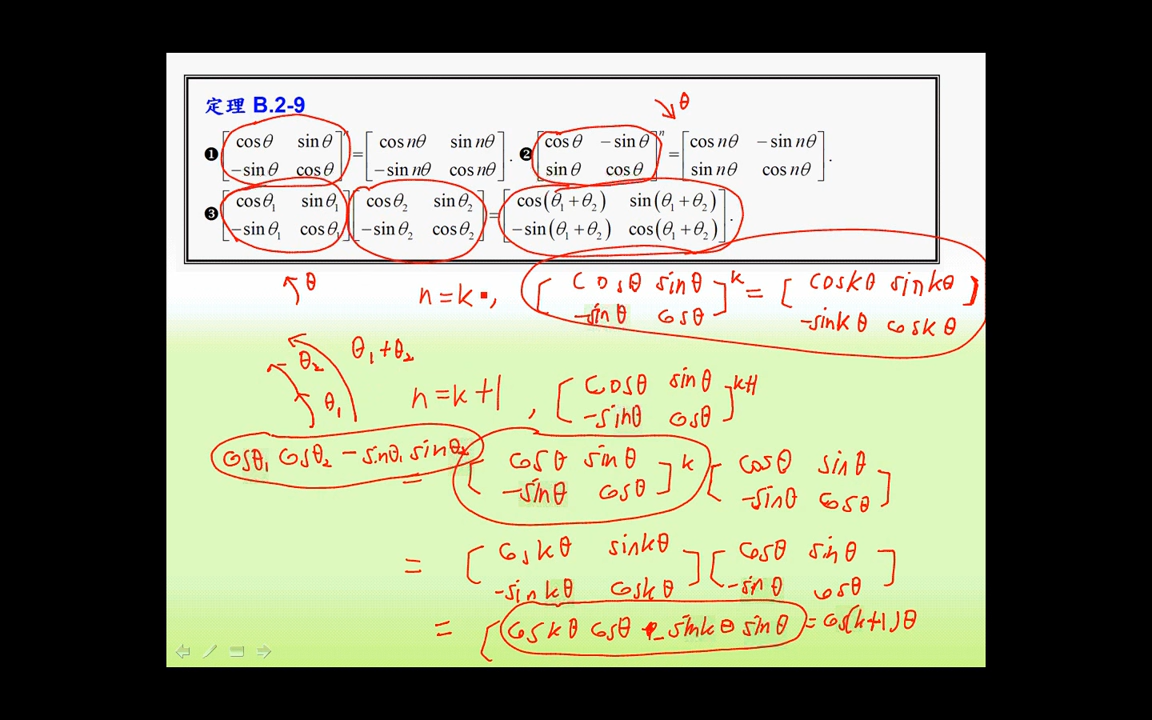 定理 B.2-9
❶ [cosθ sinθ; −sinθ cosθ]ⁿ = [cos nθ sin nθ; −sin nθ cos nθ]. ❷ [cosθ −sinθ; sinθ cosθ]ⁿ = [cos nθ −sin nθ; sin nθ cos nθ].
❸ [cosθ₁ sinθ₁; −sinθ₁ cosθ₁][cosθ₂ sinθ₂; −sinθ₂ cosθ₂] = [cos(θ₁+θ₂) sin(θ₁+θ₂); −sin(θ₁+θ₂) cos(θ₁+θ₂)].
θ
θ
n=k, [cosθ sinθ; -sinθ cosθ]^k = [coskθ sinkθ; -sinkθ coskθ]
θ₂ θ₁+θ₂
θ₁
n=k+1, [cosθ sinθ; -sinθ cosθ]^k+1
cosθ₁ cosθ₂ - sinθ₁ sinθ₂
= [cosθ sinθ; -sinθ cosθ]^k [cosθ sinθ; -sinθ cosθ]
= [coskθ sinkθ; -sinkθ coskθ][cosθ sinθ; -sinθ cosθ]
= [coskθ cosθ - sinkθ sinθ = cos(k+1)θ